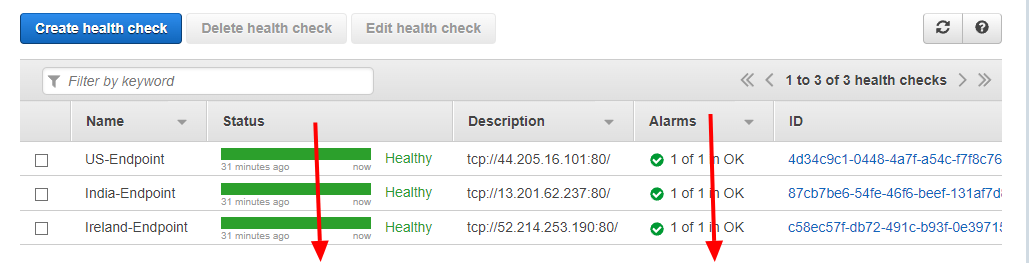 Create health check Delete health check Edit health check
Filter by keyword 1 to 3 of 3 health checks
Name Status Description Alarms ID
US-Endpoint Healthy tcp://44.205.16.101:80/ 1 of 1 in OK 4d34c9c1-0448-4a7f-a54c-f7f8c76
31 minutes ago now
India-Endpoint Healthy tcp://13.201.62.237:80/ 1 of 1 in OK 87cb7be6-54fe-46f6-beef-131af7d8
31 minutes ago now
Ireland-Endpoint Healthy tcp://52.214.253.190:80/ 1 of 1 in OK c58ec57f-db72-491c-b93f-0e39715
31 minutes ago now